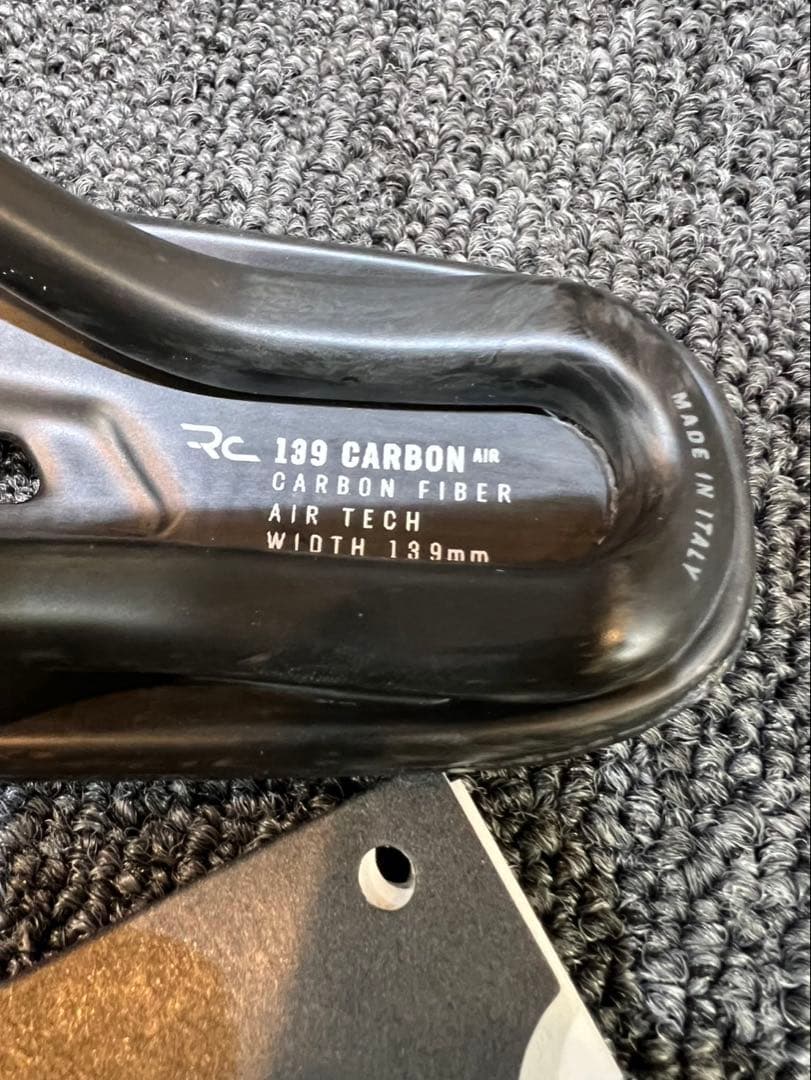 RC 139 CARBON AIR
CARBON FIBER
AIR TECH
WIDTH 139mm
MADE IN ITALY